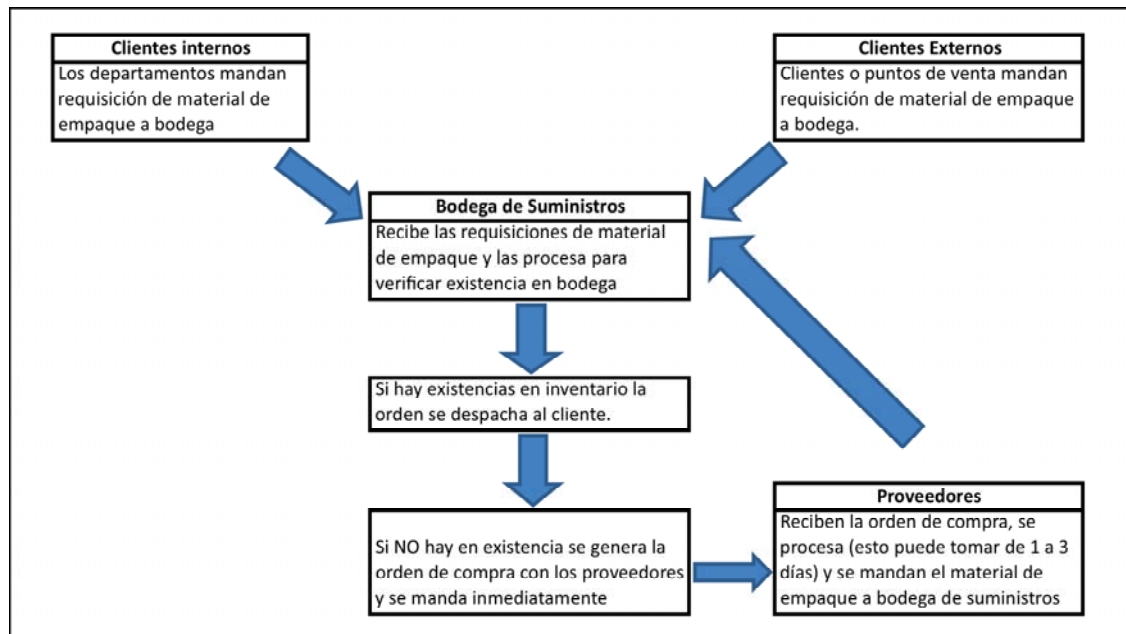 Clientes internos
Los departamentos mandan
requisición de material de
empaque a bodega
Clientes Externos
Clientes o puntos de venta mandan
requisición de material de empaque
a bodega.
Bodega de Suministros
Recibe las requisiciones de material
de empaque y las procesa para
verificar existencia en bodega
Si hay existencias en inventario la
orden se despacha al cliente.
Si NO hay en existencia se genera la
orden de compra con los proveedores
y se manda inmediatamente
Proveedores
Reciben la orden de compra, se
procesa (esto puede tomar de 1 a 3
días) y se mandan el material de
empaque a bodega de suministros